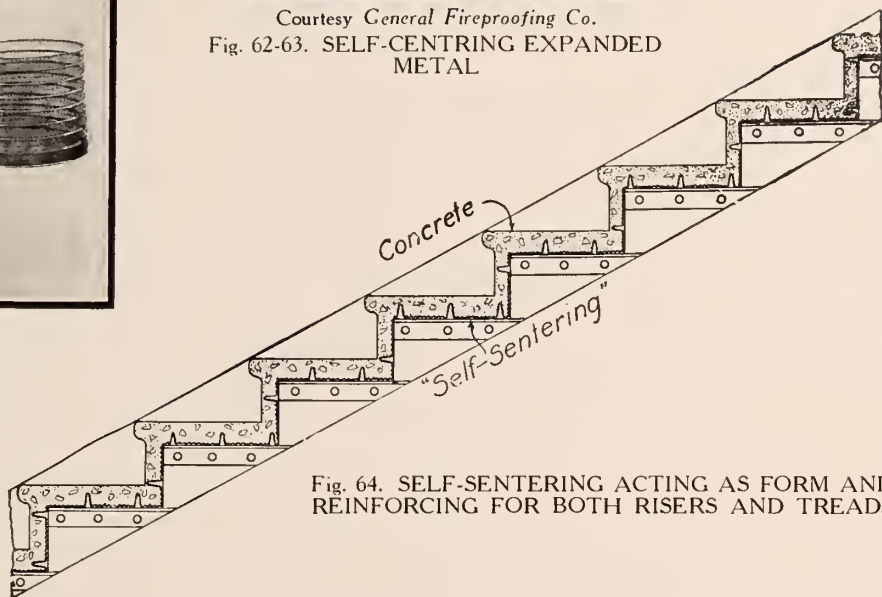 Courtesy General Fireproofing Co.
Fig. 62-63. SELF-CENTRING EXPANDED
METAL
Concrete
"Self-Sentering"
Fig. 64. SELF-SENTERING ACTING AS FORM AND
REINFORCING FOR BOTH RISERS AND TREAD